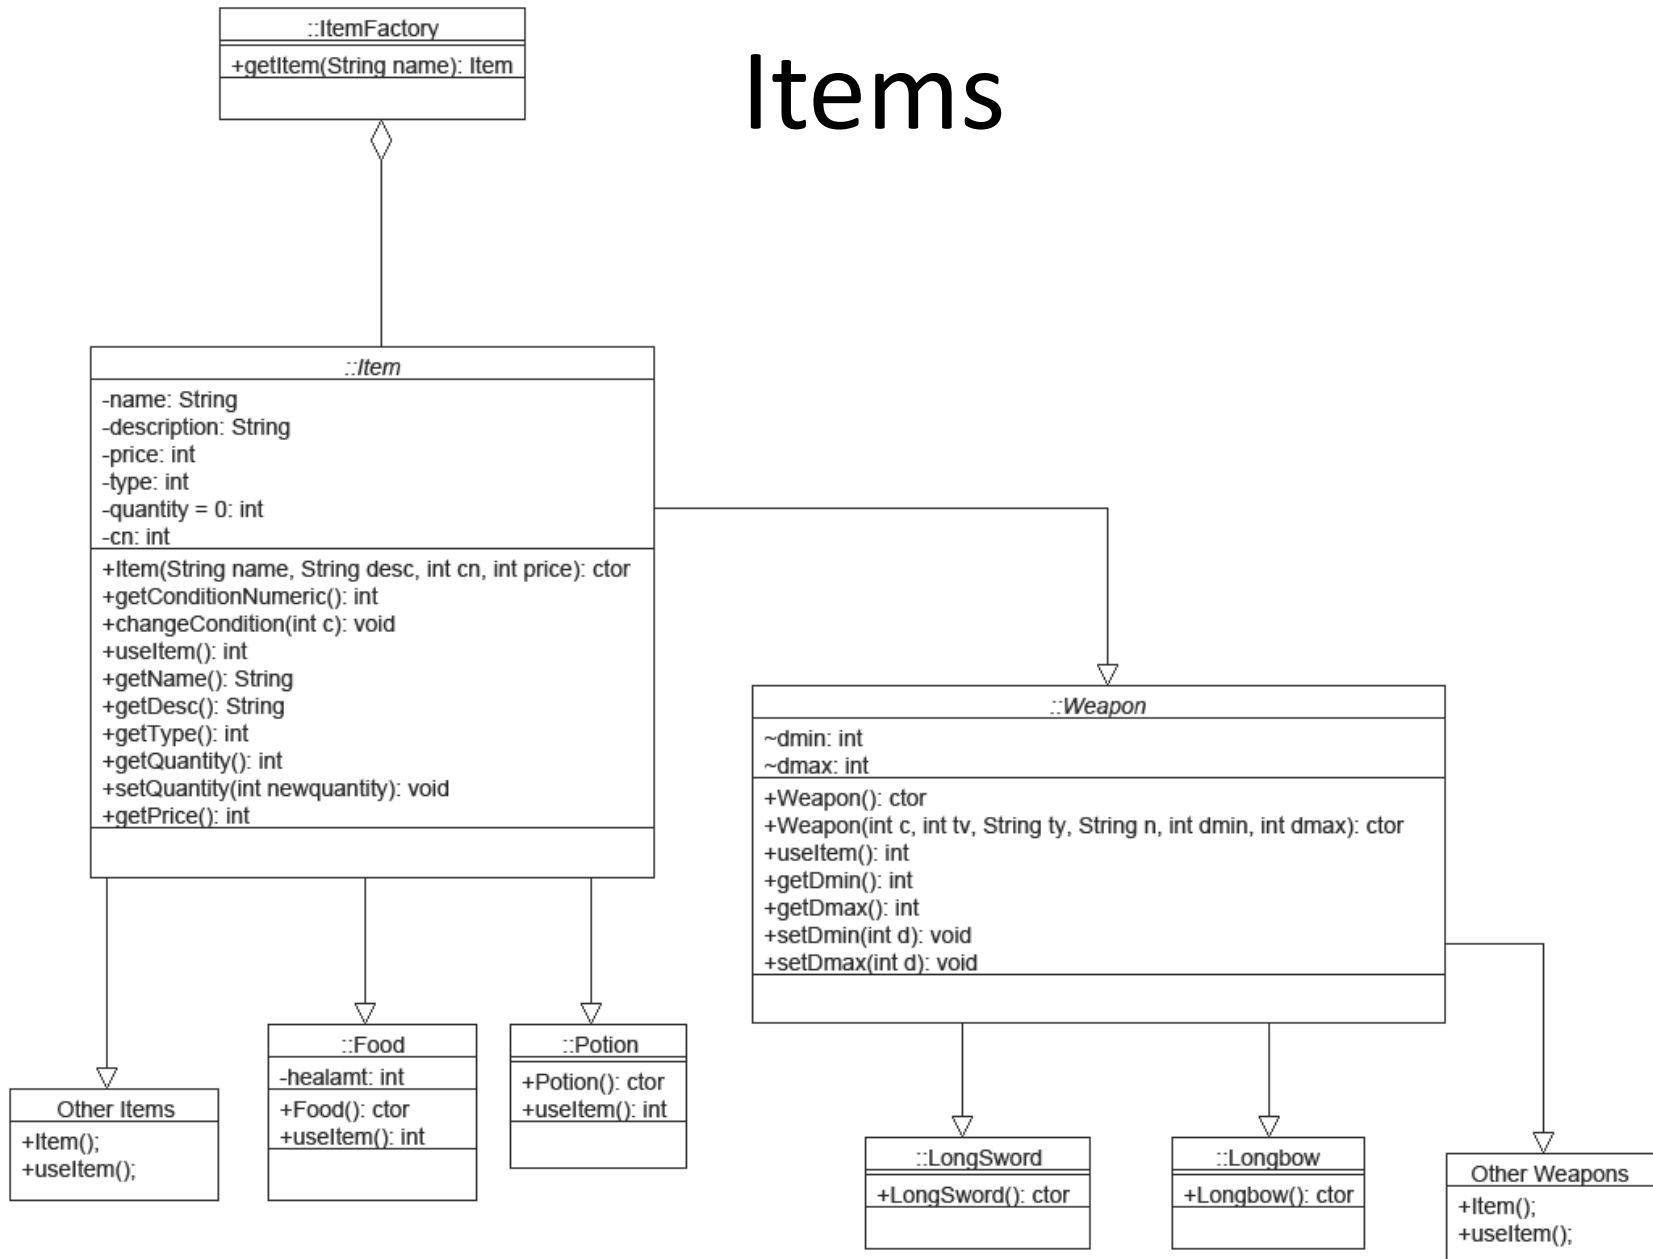 ::ItemFactory
+getItem(String name): Item
Items
::Item
-name: String
-description: String
-price: int
-type: int
-quantity = 0: int
-cn: int
+Item(String name, String desc, int cn, int price): ctor
+getConditionNumeric(): int
+changeCondition(int c): void
+useItem(): int
+getName(): String
+getDesc(): String
+getType(): int
+getQuantity(): int
+setQuantity(int newquantity): void
+getPrice(): int
::Weapon
~dmin: int
~dmax: int
+Weapon(): ctor
+Weapon(int c, int tv, String ty, String n, int dmin, int dmax): ctor
+useItem(): int
+getDmin(): int
+getDmax(): int
+setDmin(int d): void
+setDmax(int d): void
Other Items
+Item();
+useItem();
::Food
-healamt: int
+Food(): ctor
+useItem(): int
::Potion
+Potion(): ctor
+useItem(): int
::LongSword
+LongSword(): ctor
::Longbow
+Longbow(): ctor
Other Weapons
+Item();
+useItem();